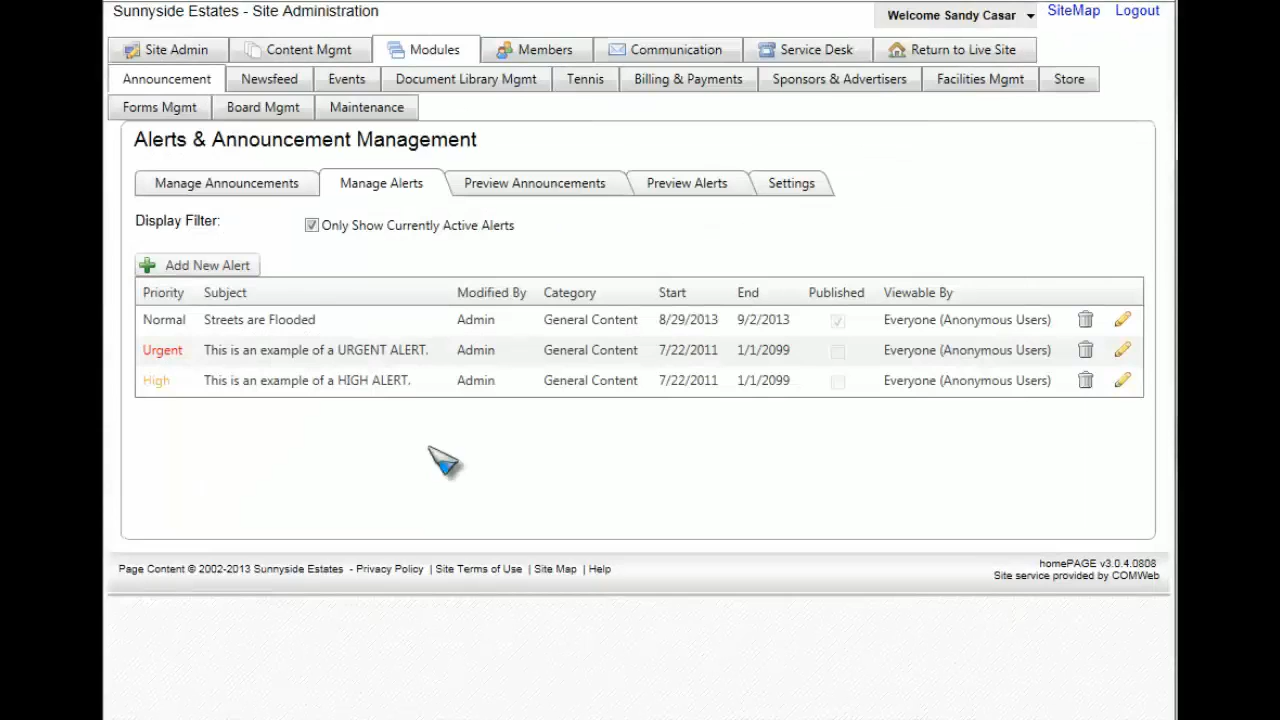 Sunnyside Estates - Site Administration
Welcome Sandy Casar SiteMap Logout
Site Admin Content Mgmt Modules Members Communication Service Desk Return to Live Site
Announcement Newsfeed Events Document Library Mgmt Tennis Billing & Payments Sponsors & Advertisers Facilities Mgmt Store
Forms Mgmt Board Mgmt Maintenance
Alerts & Announcement Management
Manage Announcements Manage Alerts Preview Announcements Preview Alerts Settings
Display Filter: Only Show Currently Active Alerts
Add New Alert
Priority Subject Modified By Category Start End Published Viewable By
Normal Streets are Flooded Admin General Content 8/29/2013 9/2/2013 Everyone (Anonymous Users)
Urgent This is an example of a URGENT ALERT. Admin General Content 7/22/2011 1/1/2099 Everyone (Anonymous Users)
High This is an example of a HIGH ALERT. Admin General Content 7/22/2011 1/1/2099 Everyone (Anonymous Users)
Page Content © 2002-2013 Sunnyside Estates - Privacy Policy | Site Terms of Use | Site Map | Help
homePAGE v3.0.4.0808
Site service provided by COMWeb